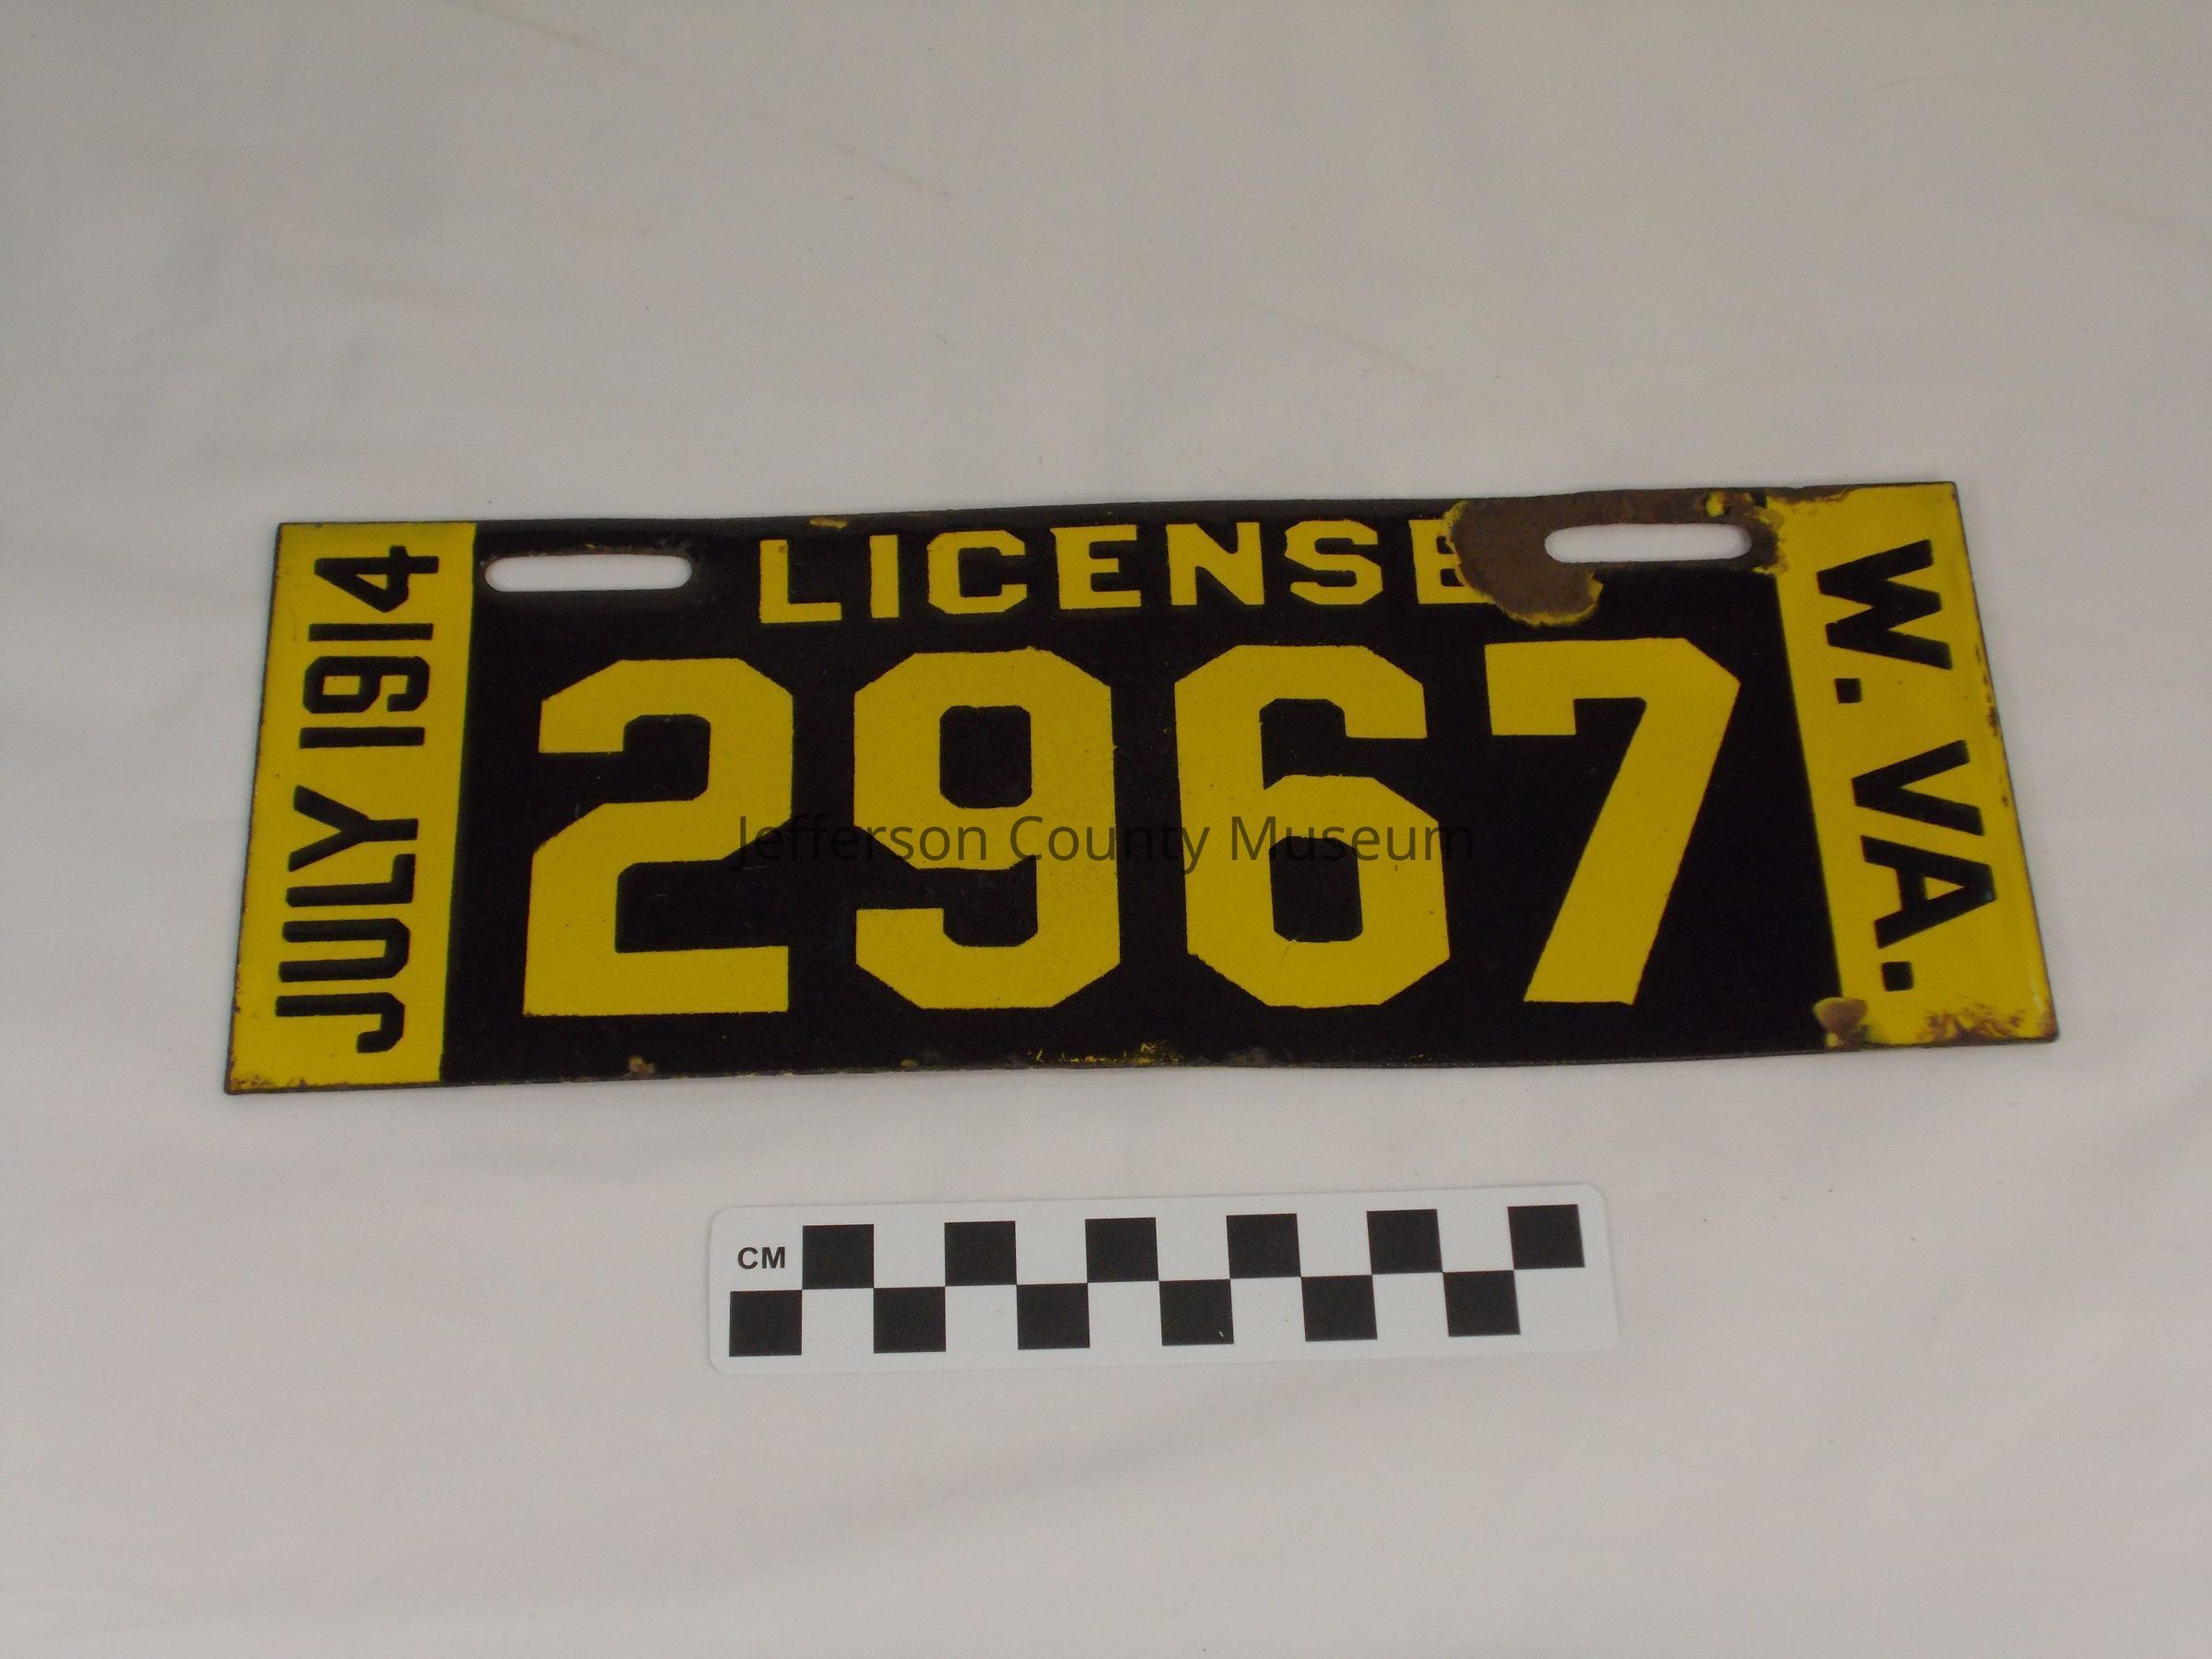 JULY 1914
LICENSE
2967
W. VA.
Jefferson County Museum
CM